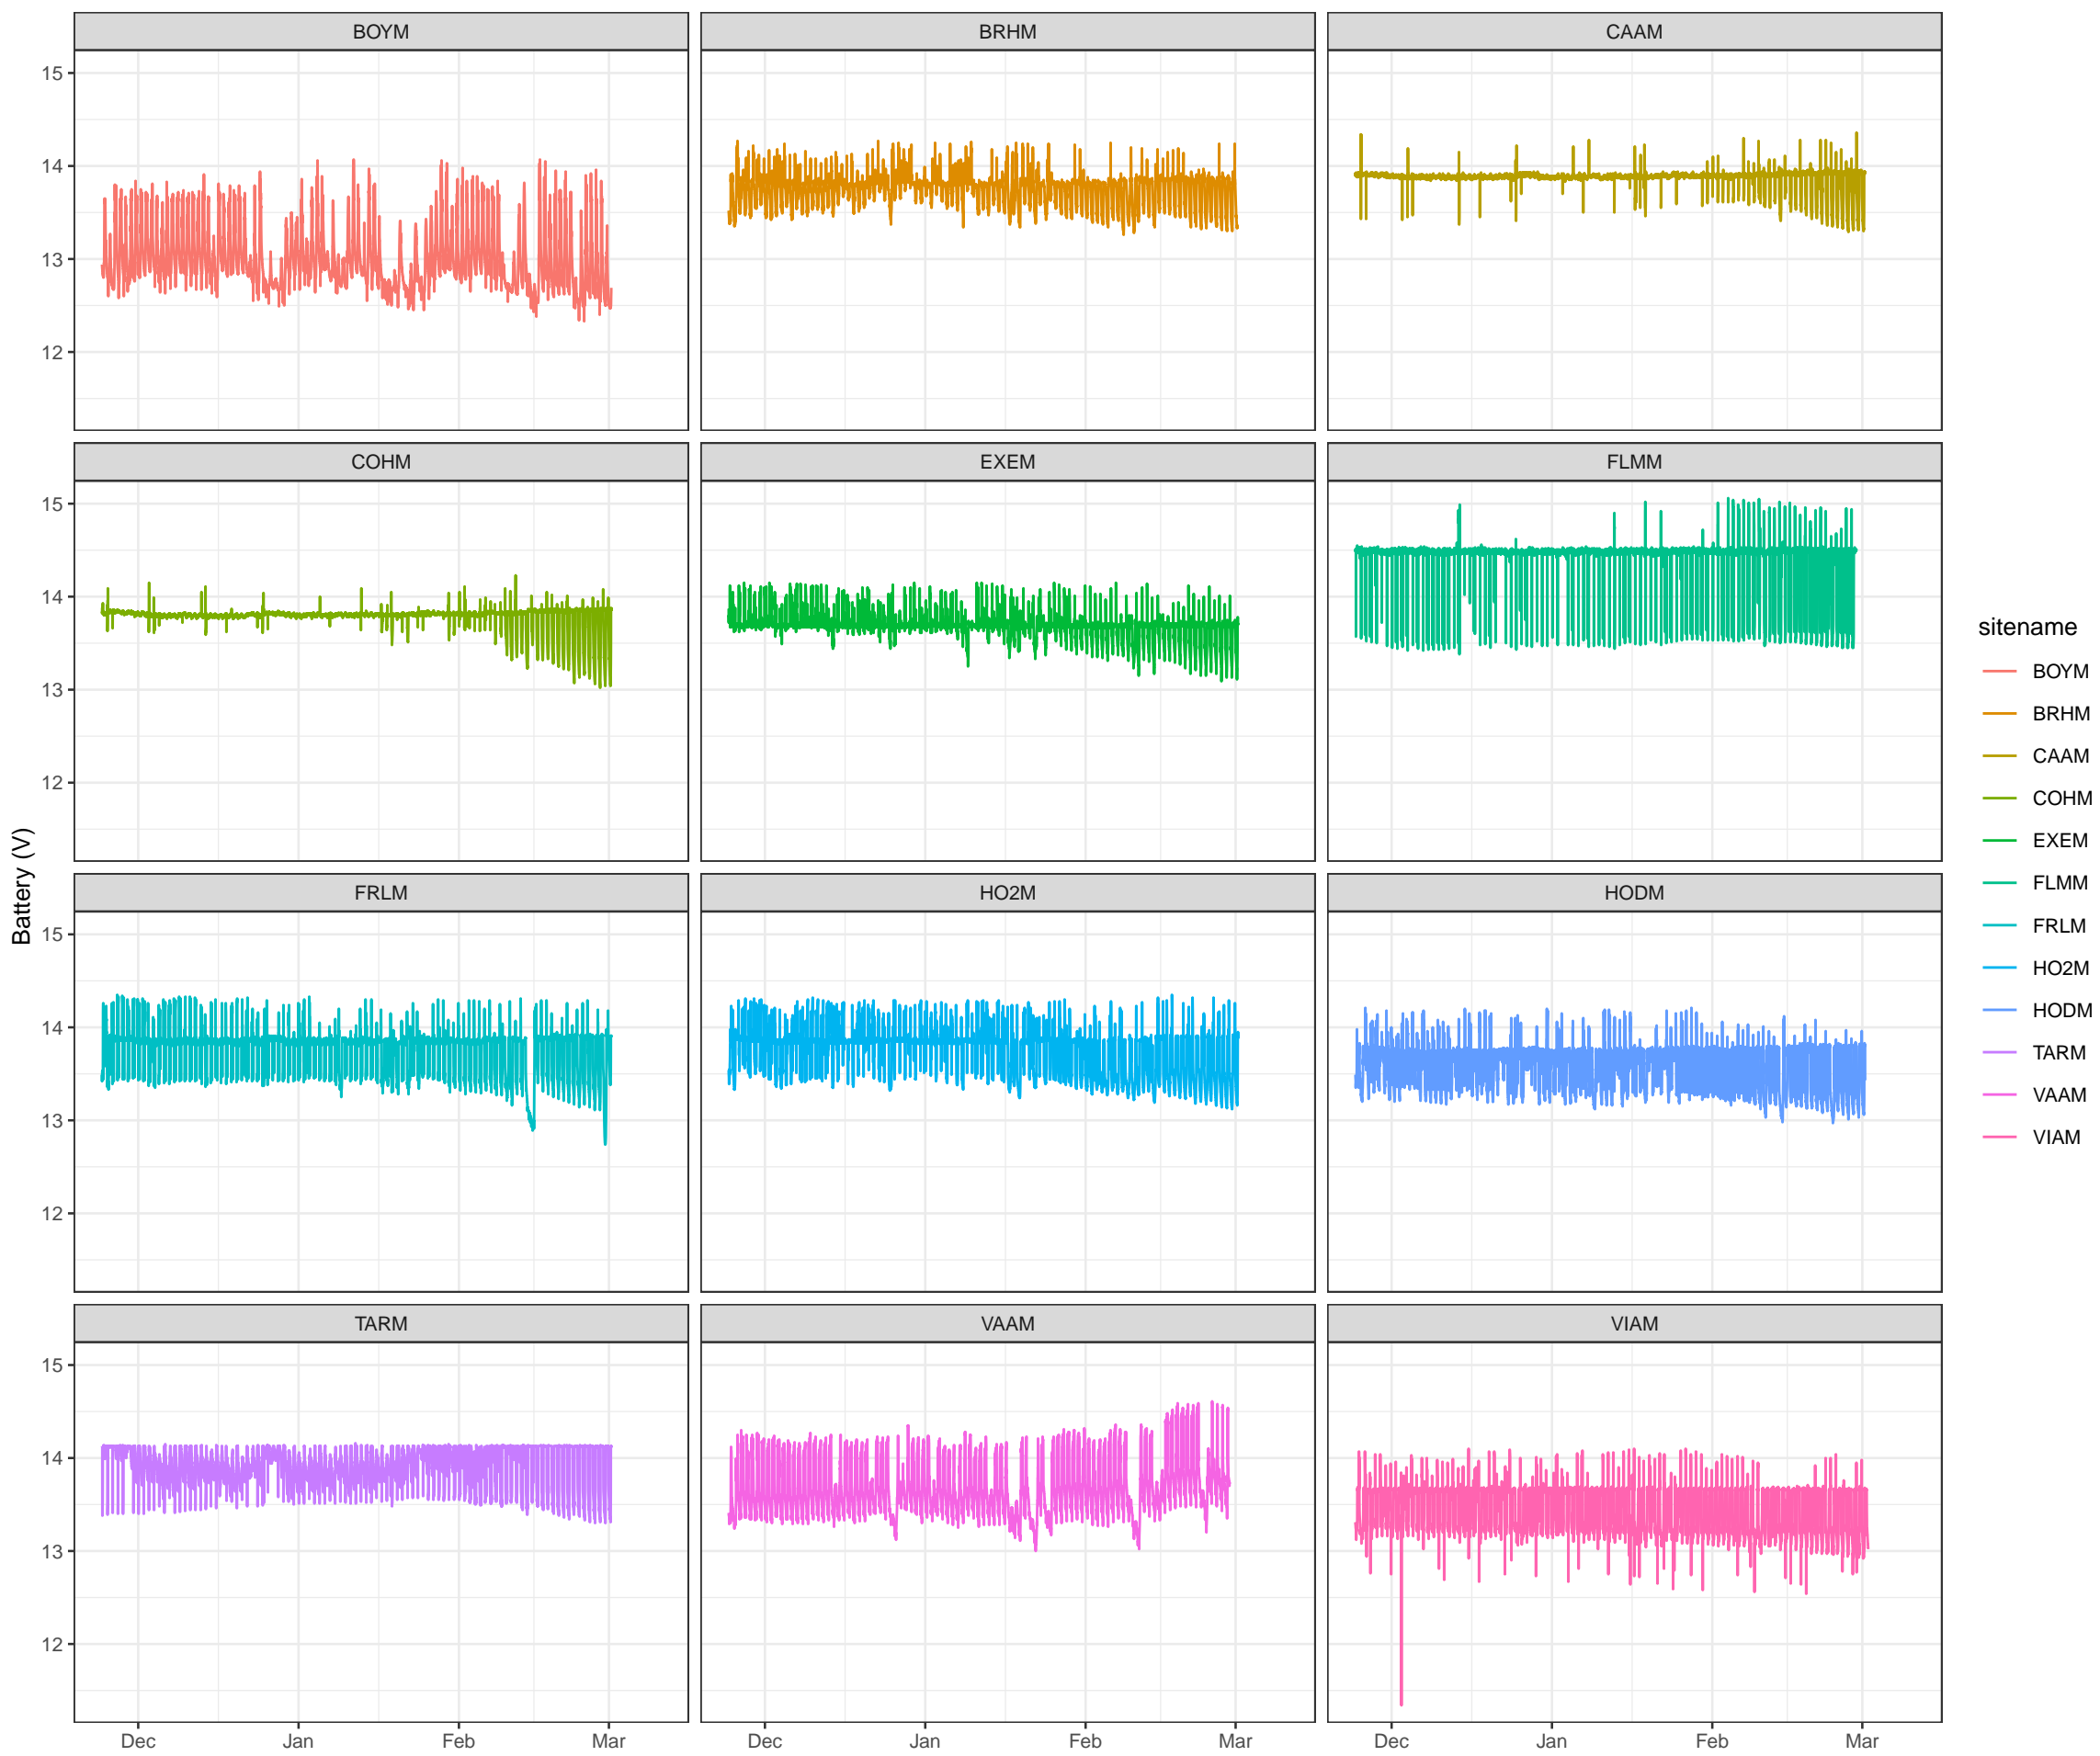 BOYM
BRHM
CAAM
15
14
13
12
COHM
EXEM
FLMM
15
14
13
12
FRLM
HO2M
HODM
15
14
13
12
TARM
VAAM
VIAM
15
14
13
12
Dec Jan Feb Mar
Dec Jan Feb Mar
Dec Jan Feb Mar
Battery (V)
sitename
BOYM
BRHM
CAAM
COHM
EXEM
FLMM
FRLM
HO2M
HODM
TARM
VAAM
VIAM